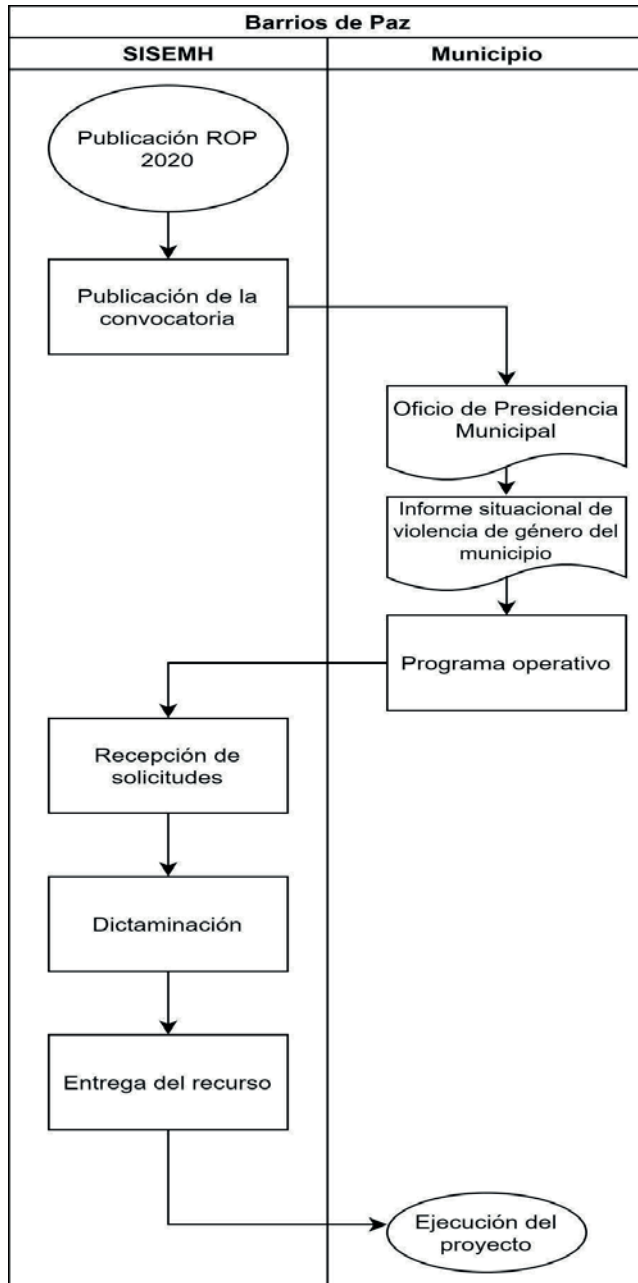 Barrios de Paz
SISEMH
Municipio
Publicación ROP
2020
Publicación de la
convocatoria
Oficio de Presidencia
Municipal
Informe situacional de
violencia de género del
municipio
Programa operativo
Recepción de
solicitudes
Dictaminación
Entrega del recurso
Ejecución del
proyecto